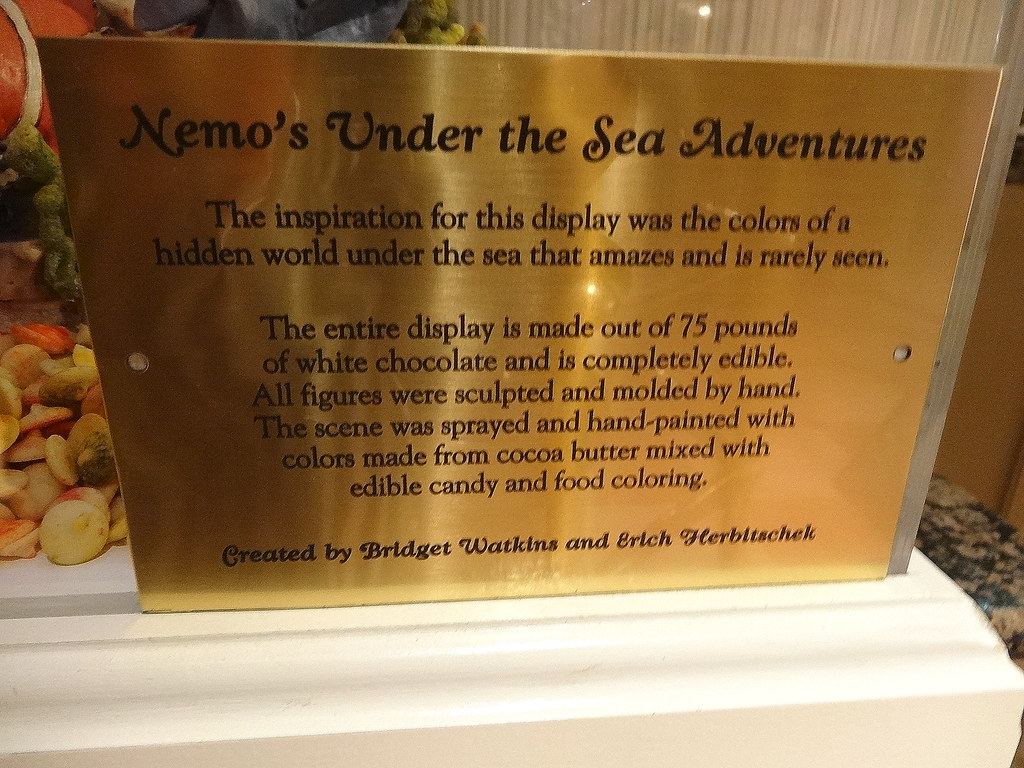 Nemo's Under the Sea Adventures
The inspiration for this display was the colors of a
hidden world under the sea that amazes and is rarely seen.
The entire display is made out of 75 pounds
of white chocolate and is completely edible.
All figures were sculpted and molded by hand.
The scene was sprayed and hand-painted with
colors made from cocoa butter mixed with
edible candy and food coloring.
Created by Bridget Watkins and Erich Herbitschek